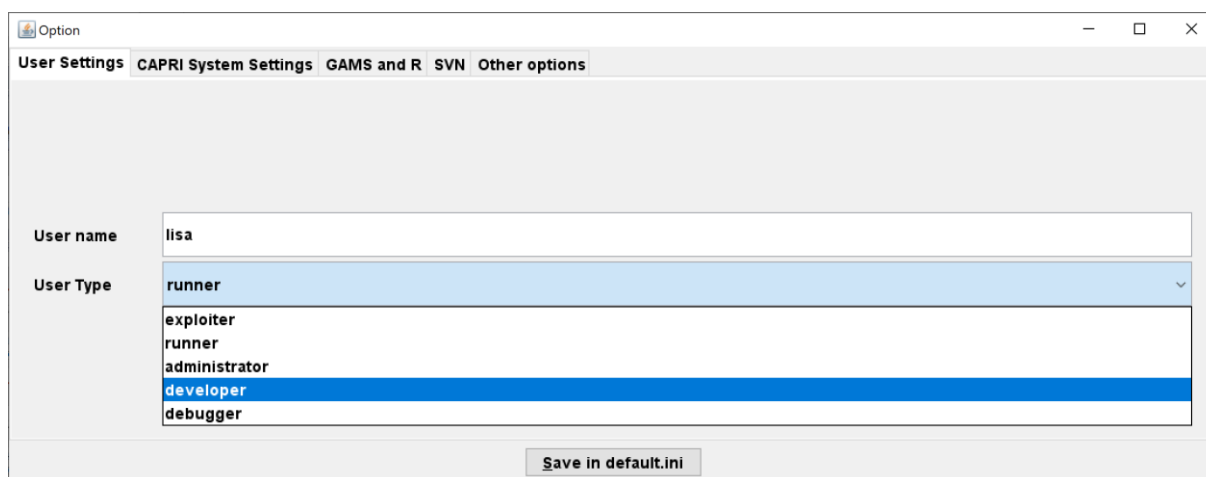 Option
User Settings CAPRI System Settings GAMS and R SVN Other options
User name lisa
User Type runner
exploiter
runner
administrator
developer
debugger
Save in default.ini